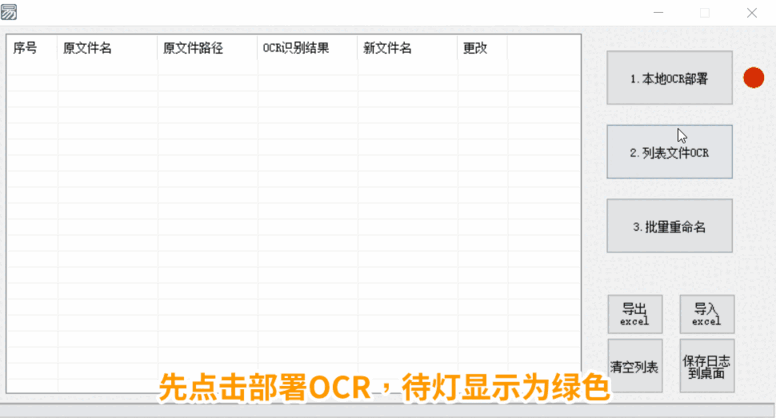 序号 原文件名 原文件路径 OCR识别结果 新文件名 更改
1.本地OCR部署
2.列表文件OCR
3.批量重命名
导出
excel
导入
excel
清空列表
保存日志
到桌面
先点击部署OCR，待灯显示为绿色